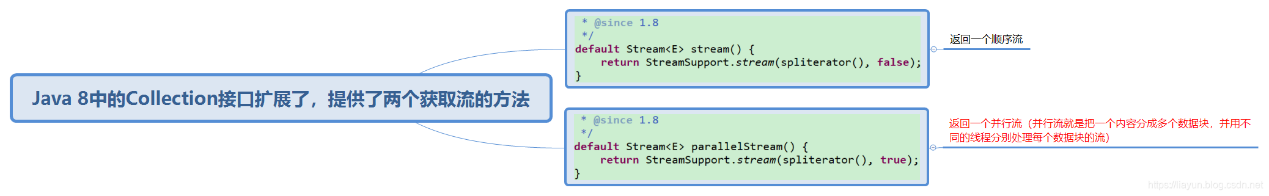 Java 8中的Collection接口扩展了，提供了两个获取流的方法
* @since 1.8
*/
default Stream<E> stream() {
return StreamSupport.stream(spliterator(), false);
}
返回一个顺序流
* @since 1.8
*/
default Stream<E> parallelStream() {
return StreamSupport.stream(spliterator(), true);
}
返回一个并行流（并行流就是把一个内容分成多个数据块，并用不
同的线程分别处理每个数据块的流）
https://liayun.blog.csdn.net